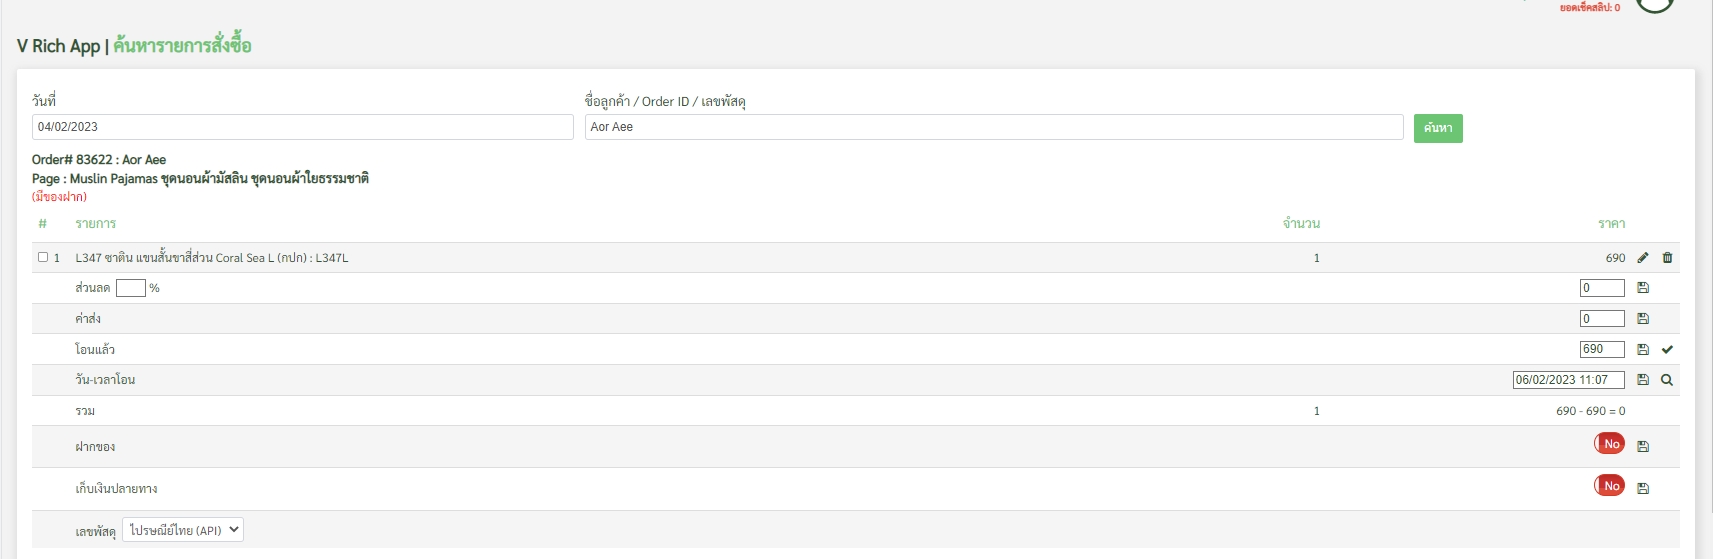 ยอดเช็คสลิป: 0
V Rich App | ค้นหารายการสั่งซื้อ
วันที่
ชื่อลูกค้า / Order ID / เลขพัสดุ
04/02/2023
Aor Aee
ค้นหา
Order# 83622 : Aor Aee
Page : Muslin Pajamas ชุดนอนผ้ามัสลิน ชุดนอนผ้าใยธรรมชาติ
(มีของฝาก)
# รายการ จำนวน ราคา
1 L347 ซาติน แขนสั้นขาสี่ส่วน Coral Sea L (กปก) : L347L 1 690
ส่วนลด % 0
ค่าส่ง 0
โอนแล้ว 690
วัน-เวลาโอน 06/02/2023 11:07
รวม 1 690 - 690 = 0
ฝากของ No
เก็บเงินปลายทาง No
เลขพัสดุ ไปรษณีย์ไทย (API)